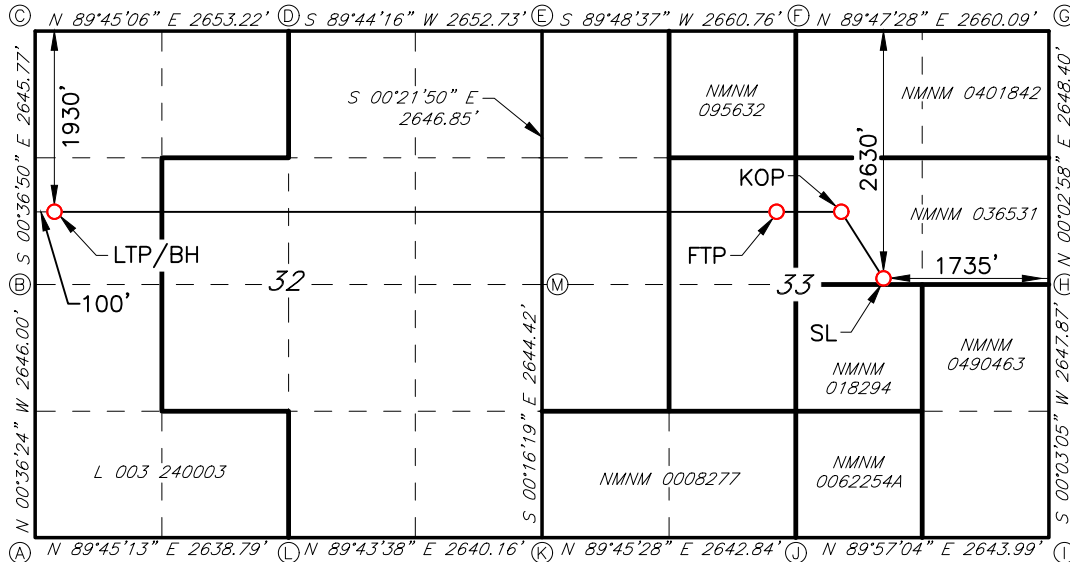 C N 89°45'06" E 2653.22' D S 89°44'16" W 2652.73' E S 89°48'37" W 2660.76' F N 89°47'28" E 2660.09' G
S 00°36'50" E 2645.77'
1930'
S 00°21'50" E
2646.85'
NMNM
095632
2630'
NMNM 0401842
N 00°02'58" E 2648.40'
KOP
NMNM 036531
LTP/BH
FTP
1735'
B
100'
32
M
33
H
SL
N 00°36'24" W 2646.00'
S 00°16'19" E 2644.42'
NMNM
018294
NMNM
0490463
S 00°03'05" W 2647.87'
L 003 240003
NMNM 0008277
NMNM
0062254A
A N 89°45'13" E 2638.79' L N 89°43'38" E 2640.16' K N 89°45'28" E 2642.84' J N 89°57'04" E 2643.99' I